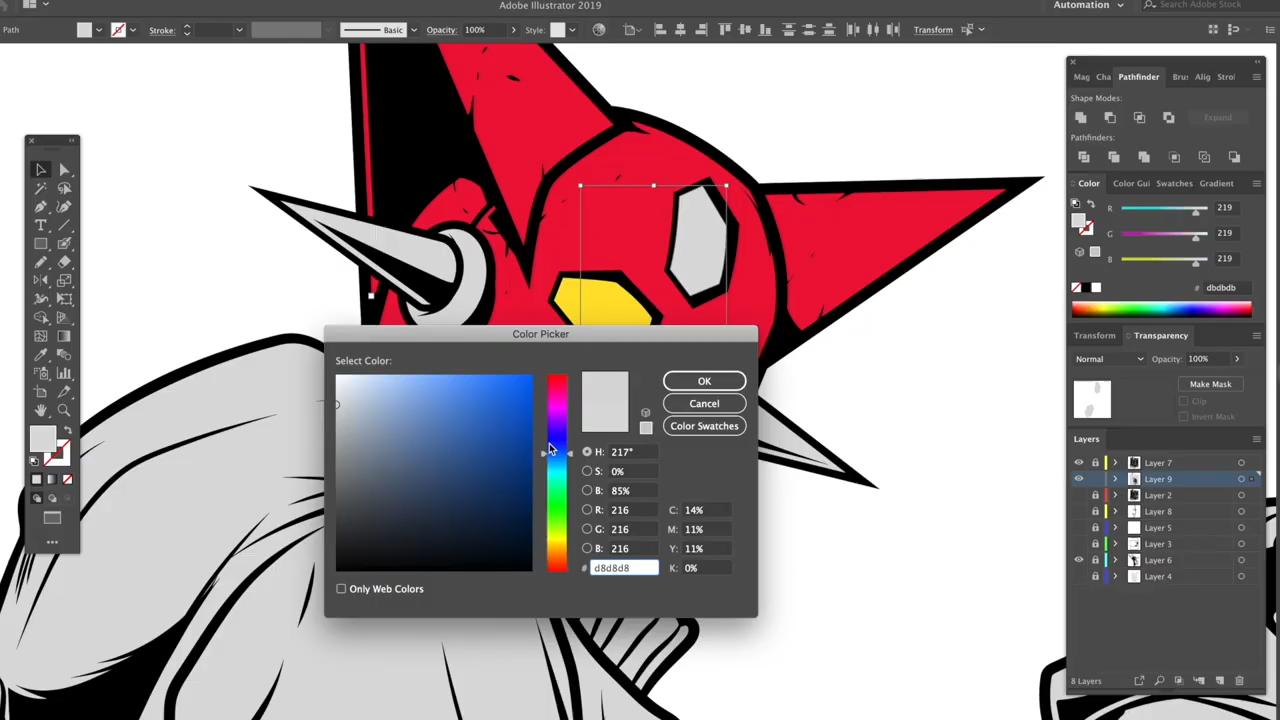 Adobe Illustrator 2019
Automation
Search Adobe Stock
Path
Stroke:
Basic
Opacity: 100%
Style:
Transform
Mag Cha Pathfinder Brus Alig Strol
Shape Modes:
Expand
Pathfinders:
Color Color Gui Swatches Gradient
R 219
G 219
B 219
# dbdbdb
Transform Transparency
Normal Opacity: 100%
Make Mask
Clip
Invert Mask
Layers
Layer 7
Layer 9
Layer 2
Layer 8
Layer 5
Layer 3
Layer 6
Layer 4
8 Layers
Color Picker
Select Color:
OK
Cancel
Color Swatches
H: 217°
S: 0%
B: 85%
R: 216 C: 14%
G: 216 M: 11%
B: 216 Y: 11%
# d8d8d8 K: 0%
Only Web Colors